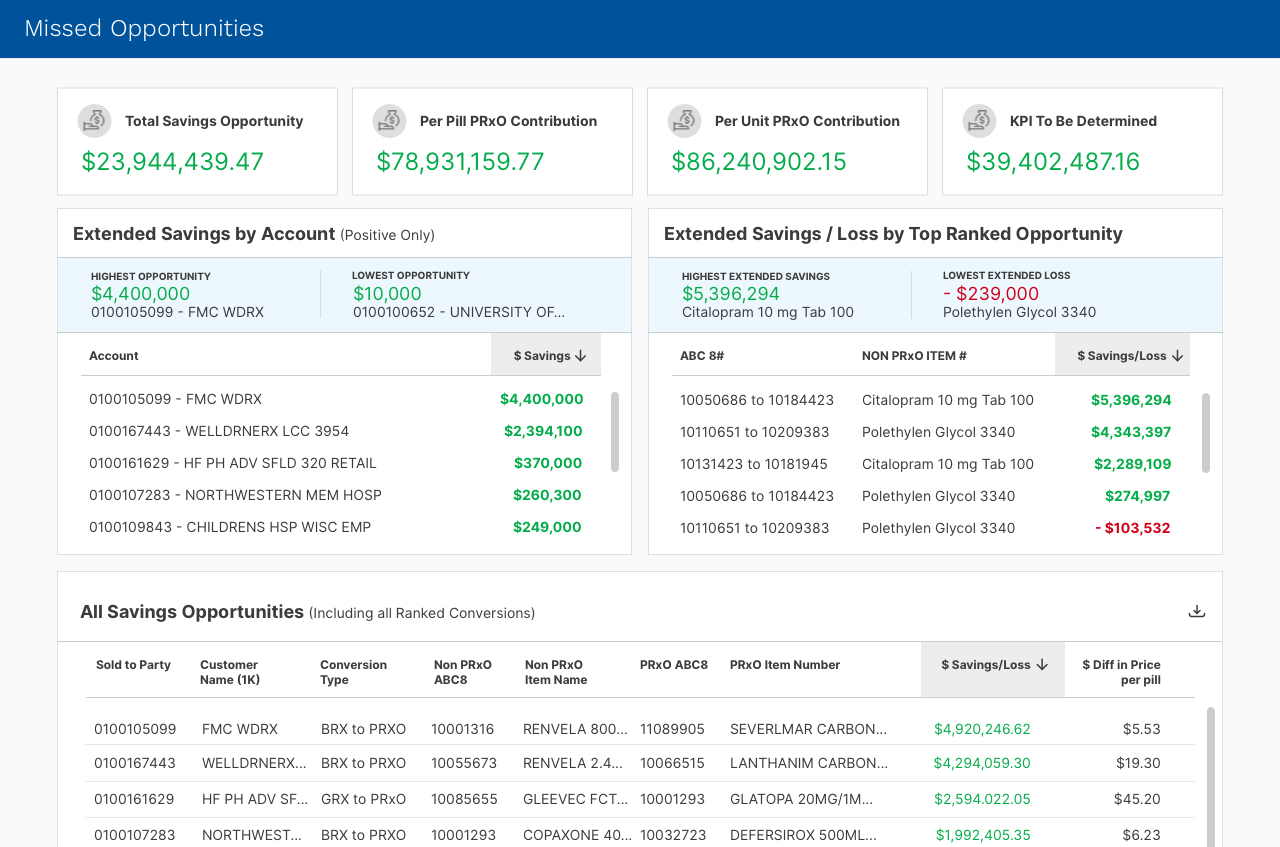 Missed Opportunities
Total Savings Opportunity
$23,944,439.47
Per Pill PRxO Contribution
$78,931,159.77
Per Unit PRxO Contribution
$86,240,902.15
KPI To Be Determined
$39,402,487.16
Extended Savings by Account (Positive Only)
HIGHEST OPPORTUNITY
$4,400,000
0100105099 - FMC WDRX
LOWEST OPPORTUNITY
$10,000
0100100652 - UNIVERSITY OF...
Account $ Savings
0100105099 - FMC WDRX $4,400,000
0100167443 - WELLDRNERX LCC 3954 $2,394,100
0100161629 - HF PH ADV SFLD 320 RETAIL $370,000
0100107283 - NORTHWESTERN MEM HOSP $260,300
0100109843 - CHILDRENS HSP WISC EMP $249,000
Extended Savings / Loss by Top Ranked Opportunity
HIGHEST EXTENDED SAVINGS
$5,396,294
Citalopram 10 mg Tab 100
LOWEST EXTENDED LOSS
- $239,000
Polethylen Glycol 3340
ABC 8# NON PRxO ITEM # $ Savings/Loss
10050686 to 10184423 Citalopram 10 mg Tab 100 $5,396,294
10110651 to 10209383 Polethylen Glycol 3340 $4,343,397
10131423 to 10181945 Citalopram 10 mg Tab 100 $2,289,109
10050686 to 10184423 Polethylen Glycol 3340 $274,997
10110651 to 10209383 Polethylen Glycol 3340 - $103,532
All Savings Opportunities (Including all Ranked Conversions)
Sold to Party Customer Conversion Non PRxO Non PRxO PRxO ABC8 PRxO Item Number $ Savings/Loss $ Diff in Price
Name (1K) Type ABC8 Item Name per pill
0100105099 FMC WDRX BRX to PRXO 10001316 RENVELA 800... 11089905 SEVERLMAR CARBON... $4,920,246.62 $5.53
0100167443 WELLDRNERX... BRX to PRXO 10055673 RENVELA 2.4... 10066515 LANTHANIM CARBON... $4,294,059.30 $19.30
0100161629 HF PH ADV SF... GRX to PRxO 10085655 GLEEVEC FCT... 10001293 GLATOPA 20MG/1M... $2,594.022.05 $45.20
0100107283 NORTHWEST... BRX to PRXO 10001293 COPAXONE 40... 10032723 DEFERSIROX 500ML... $1,992,405.35 $6.23